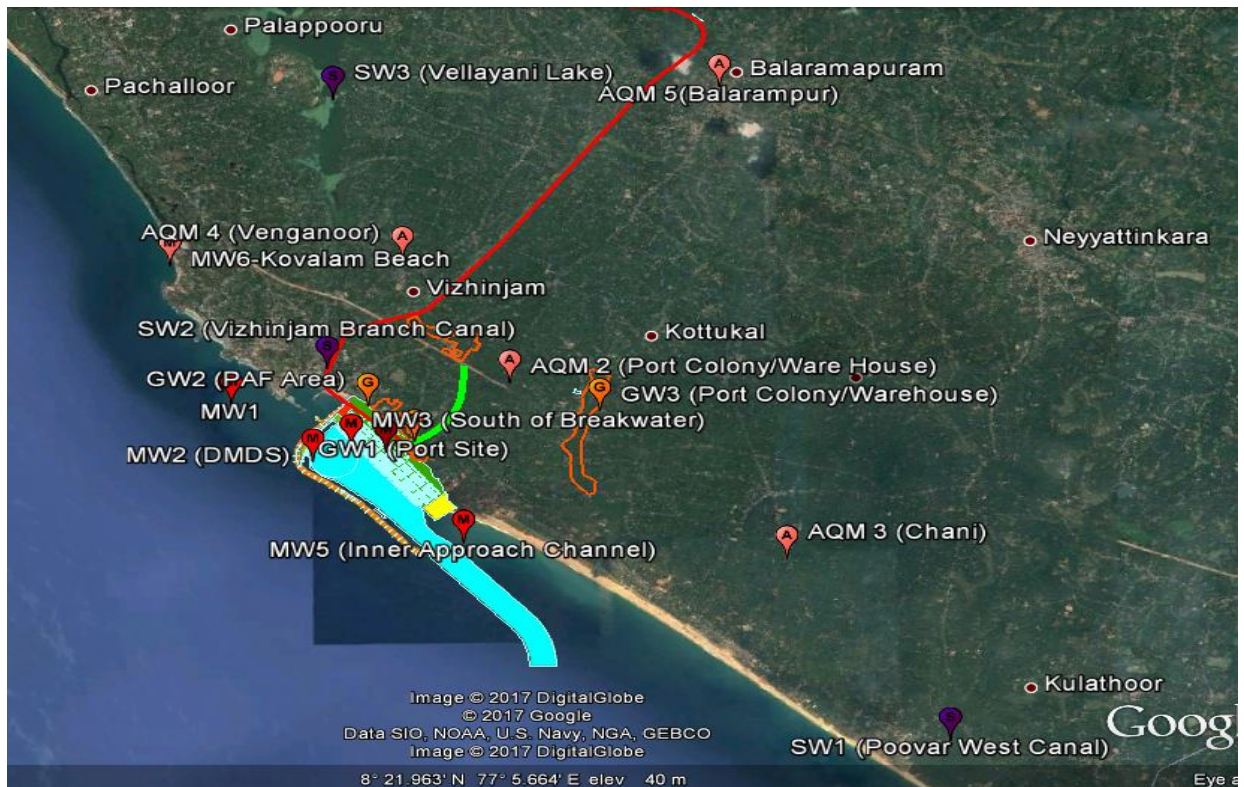 Palappooru
SW3 (Vellayani Lake)
Balaramapuram
Pachalloor
AQM 5(Balarampur)
AQM 4 (Venganoor)
Neyyattinkara
MW6-Kovalam Beach
Vizhinjam
SW2 (Vizhinjam Branch Canal)
Kottukal
AQM 2 (Port Colony/Ware House)
GW2 (PAF Area)
GW3 (Port Colony/Warehouse)
MW1
MW3 (South of Breakwater)
GW1 (Port Site)
MW2 (DMDS)
AQM 3 (Chani)
MW5 (Inner Approach Channel)
Kulathoor
Image © 2017 DigitalGlobe
© 2017 Google
Data SIO, NOAA, U.S. Navy, NGA, GEBCO
Image © 2017 DigitalGlobe
Googl
SW1 (Poovar West Canal)
8° 21.963' N 77° 5.664' E elev 40 m
Eye a
S
A
A
M
S
A
G
G
M
M
M
M
A
S